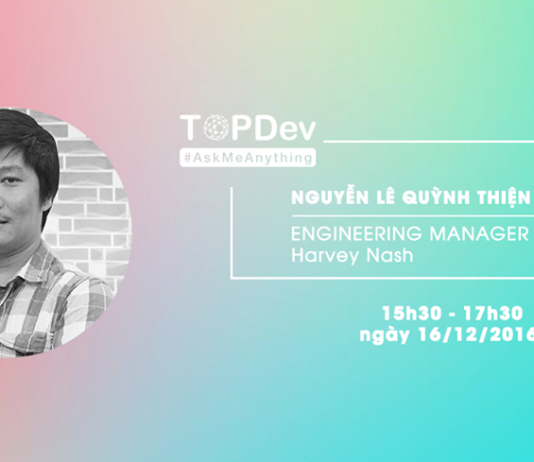 TOPDev
#AskMeAnything
NGUYỄN LÊ QUỲNH THIỆN
ENGINEERING MANAGER
Harvey Nash
15h30 - 17h30
ngày 16/12/2016